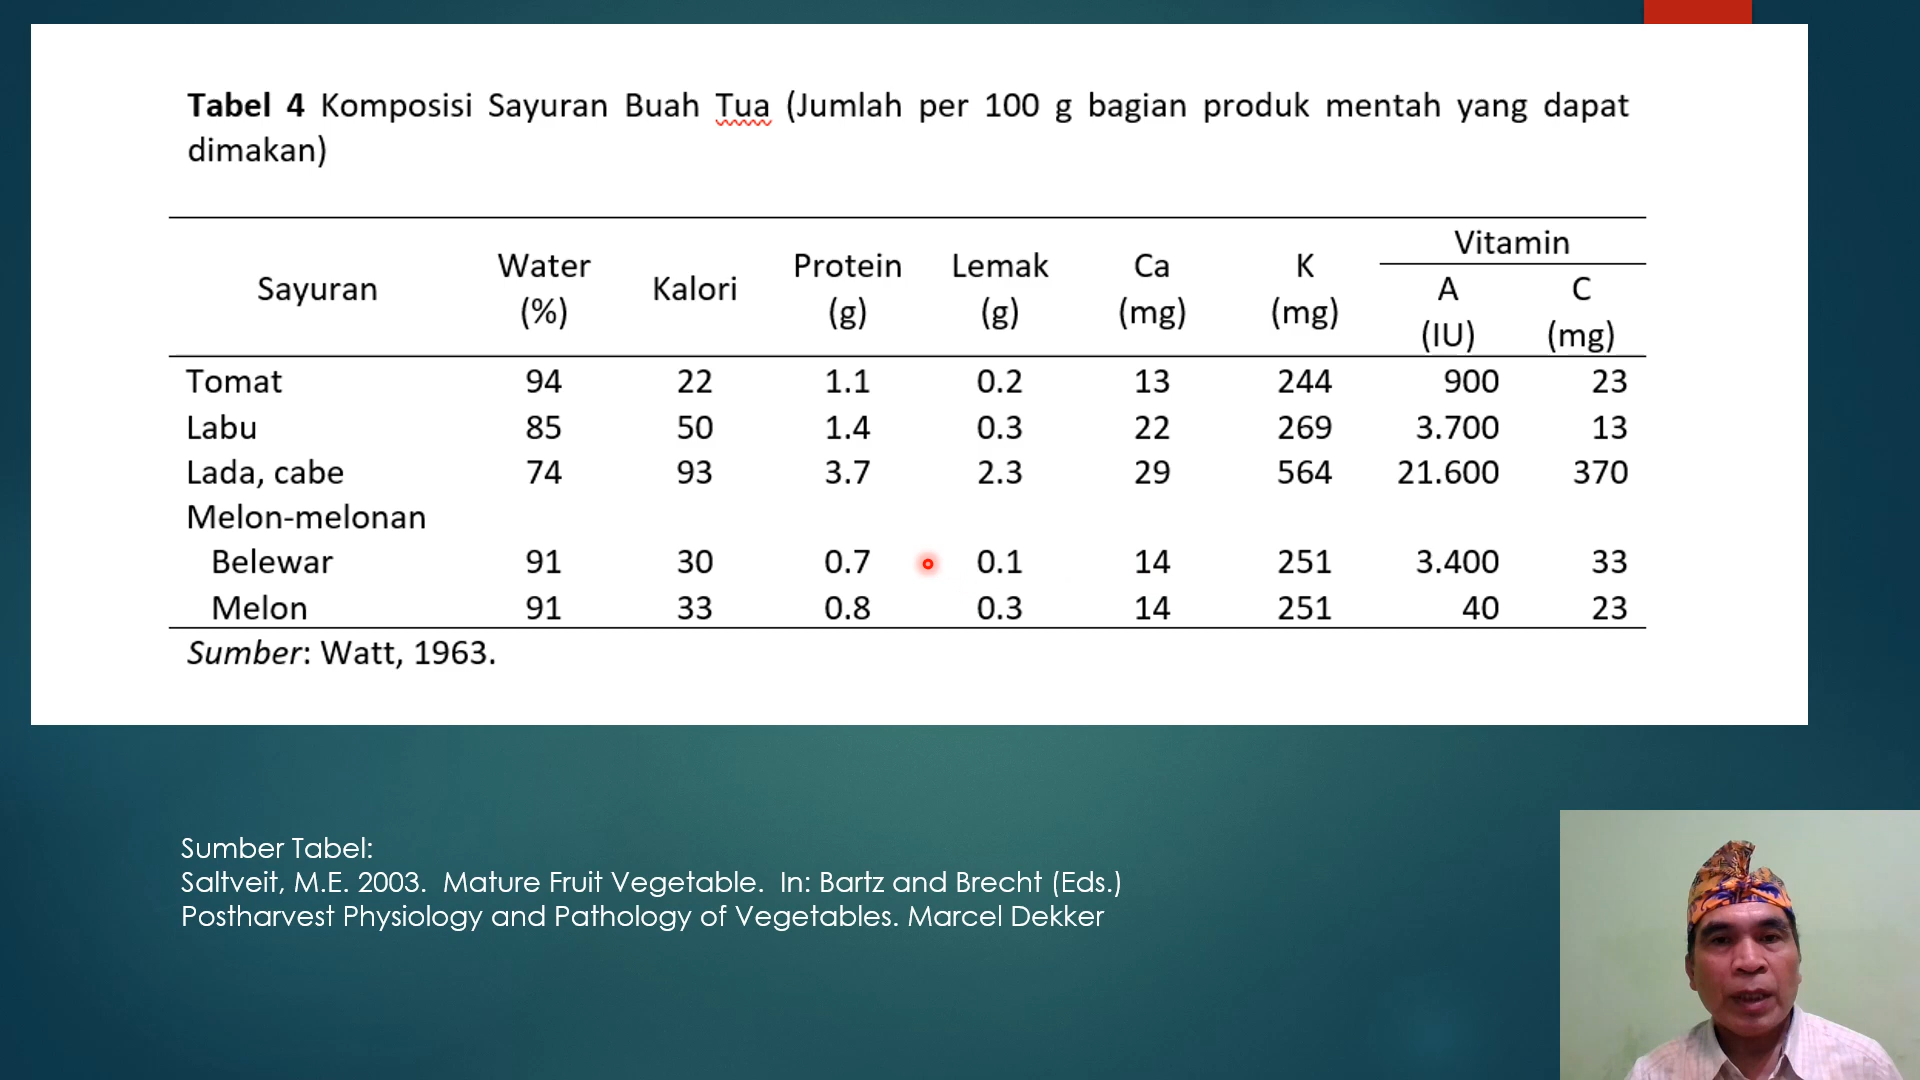 Tabel 4 Komposisi Sayuran Buah Tua (Jumlah per 100 g bagian produk mentah yang dapat
dimakan)
Sayuran Water (%) Kalori Protein (g) Lemak (g) Ca (mg) K (mg) Vitamin A (IU) C (mg)
Tomat 94 22 1.1 0.2 13 244 900 23
Labu 85 50 1.4 0.3 22 269 3.700 13
Lada, cabe 74 93 3.7 2.3 29 564 21.600 370
Melon-melonan
Belewar 91 30 0.7 0.1 14 251 3.400 33
Melon 91 33 0.8 0.3 14 251 40 23
Sumber: Watt, 1963.
Sumber Tabel:
Saltveit, M.E. 2003. Mature Fruit Vegetable. In: Bartz and Brecht (Eds.)
Postharvest Physiology and Pathology of Vegetables. Marcel Dekker